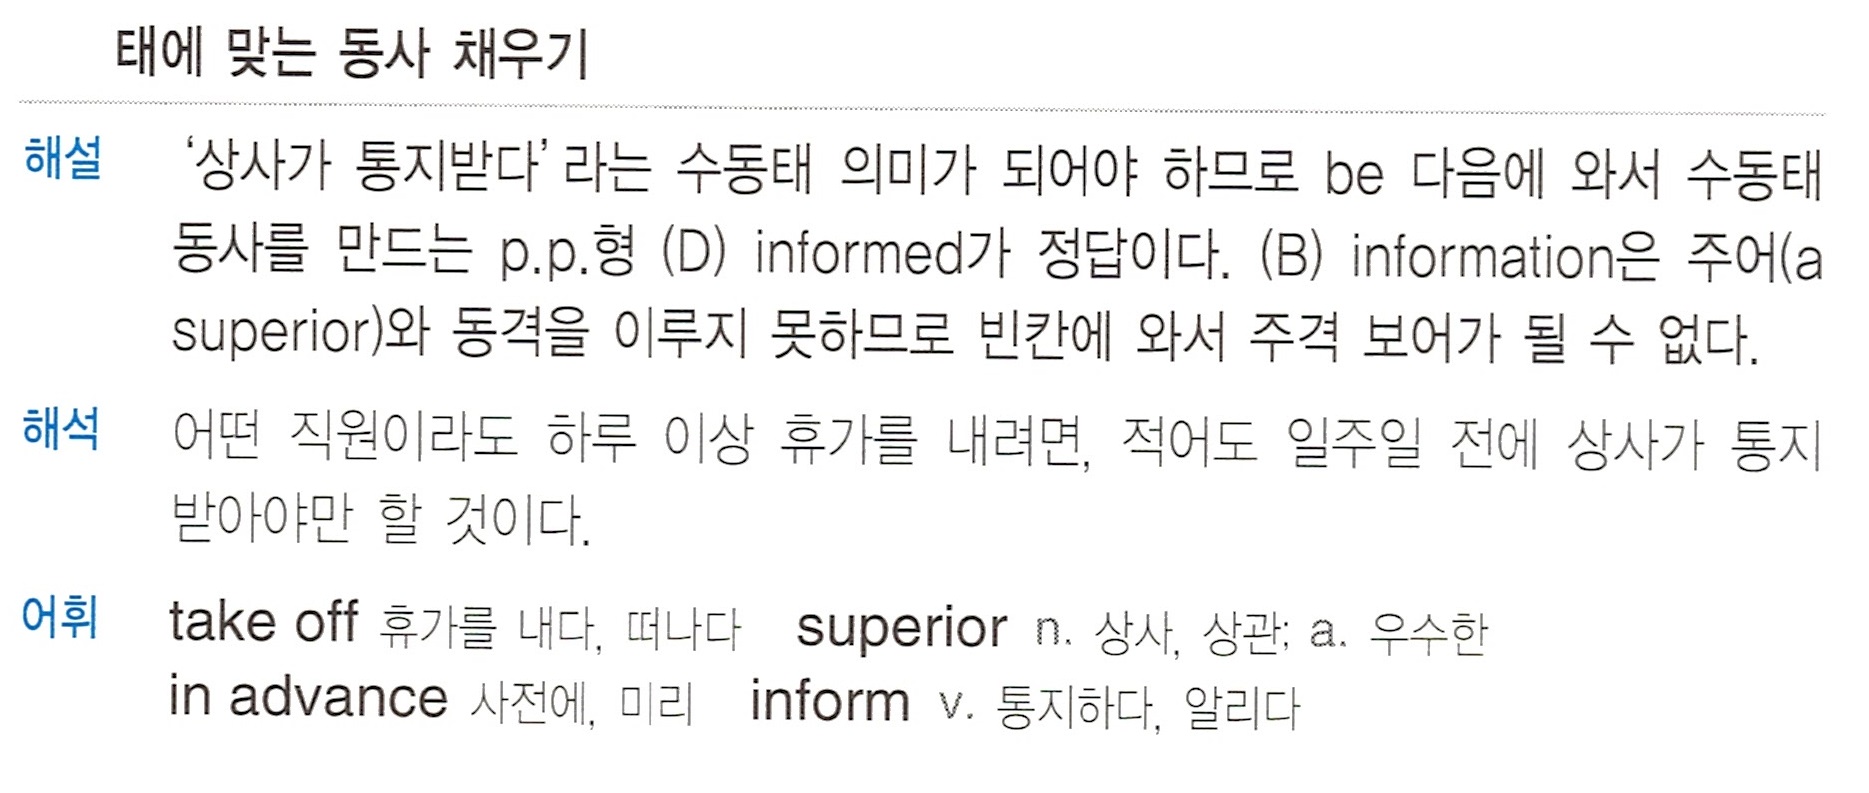 태에 맞는 동사 채우기
해설 ‘상사가 통지받다’라는 수동태 의미가 되어야 하므로 be 다음에 와서 수동태
동사를 만드는 p.p.형 (D) informed가 정답이다. (B) information은 주어(a
superior)와 동격을 이루지 못하므로 빈칸에 와서 주격 보어가 될 수 없다.
해석 어떤 직원이라도 하루 이상 휴가를 내려면, 적어도 일주일 전에 상사가 통지
받아야만 할 것이다.
어휘 take off 휴가를 내다, 떠나다 superior n. 상사, 상관; a. 우수한
in advance 사전에, 미리 inform v. 통지하다, 알리다